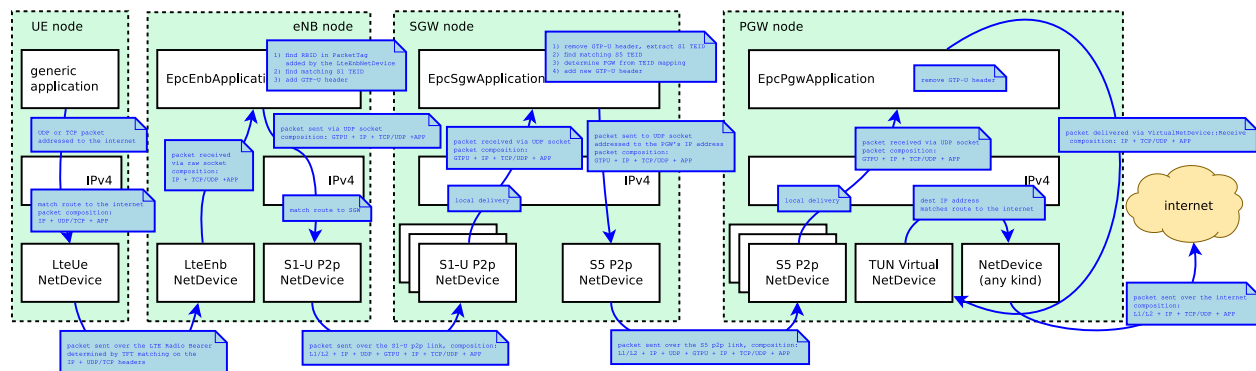 UE node
generic
application
UDF or TCP packet
addressed to the internet
IPv4
match route to the internet
packet composition:
IP + UDP/TCP + APP
LteUe
NetDevice
packet sent over the LTE Radio Bearer
determined by TFT matching on the
IP + UDP/TCP headers
eNB node
EpcEnbApplication
1) find RBID in PacketTag
added by the LteEnbNetDevice
2) find matching S1 TEID
3) add GTP-U header
packet received
via raw socket
composition:
IP + TCP/UDP +APP
packet sent via UDP socket
composition: GTPU + IP + TCP/UDP +APP
IPv4
match route to SGW
LteEnb
NetDevice
S1-U P2p
NetDevice
packet sent over the S1-U p2p link, composition:
L1/L2 + IP + UDP + GTPU + IP + TCP/UDP + APP
SGW node
EpcSgwApplication
1) remove GTP-U header, extract S1 TEID
2) find matching S5 TEID
3) determine PGW from TEID mapping
4) add new GTP-U header
packet received via UDP socket
packet composition:
GTPU + IP + TCP/UDP + APP
packet sent to UDP socket
addressed to the PGW's IP address
packet composition:
GTPU + IP + TCP/UDP + APP
IPv4
local delivery
S1-U P2p
NetDevice
S5 P2p
NetDevice
packet sent over the S5 p2p link, composition:
L1/L2 + IP + UDP + GTPU + IP + TCP/UDP + APP
PGW node
EpcPgwApplication
remove GTP-U header
packet received via UDP socket
packet composition:
GTPU + IP + TCP/UDP + APP
packet delivered via VirtualNetDevice::Receive
composition: IP + TCP/UDP + APP
IPv4
local delivery
dest IP address
matches route to the internet
S5 P2p
NetDevice
TUN Virtual
NetDevice
NetDevice
(any kind)
internet
packet sent over the internet
composition:
L1/L2 + IP + TCP/UDP + APP